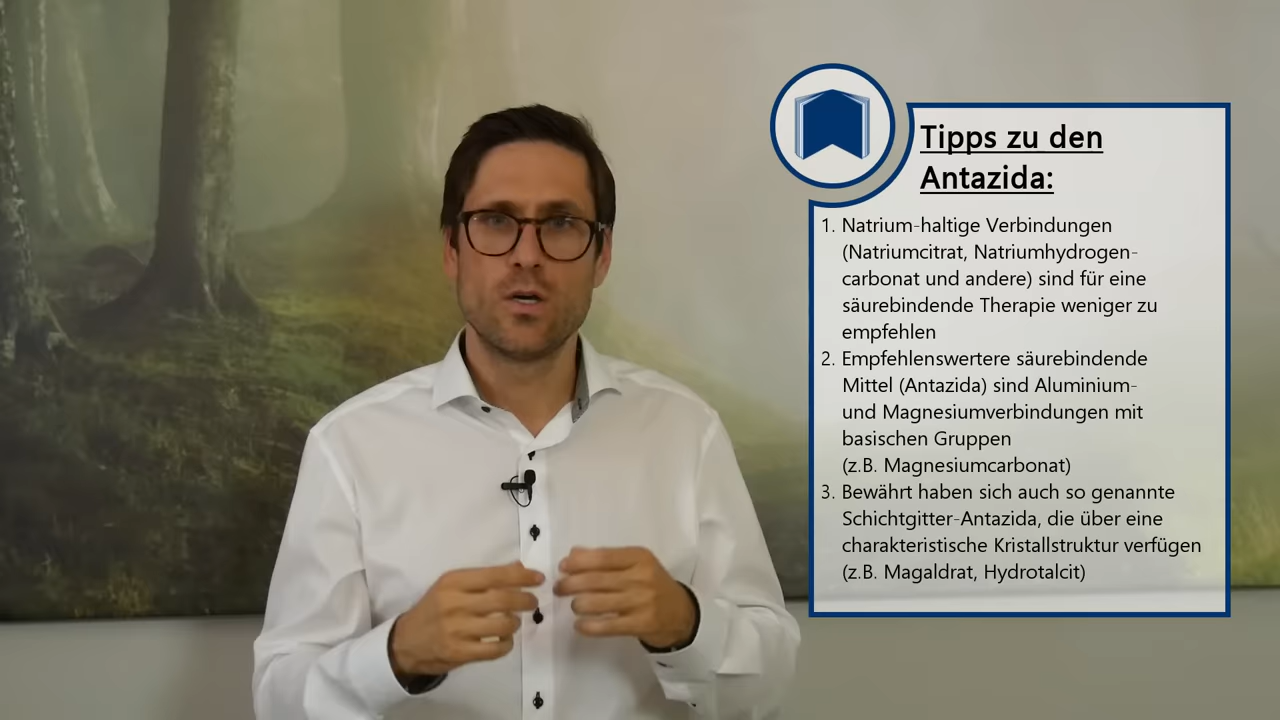 Tipps zu den
Antazida:
1. Natrium-haltige Verbindungen
(Natriumcitrat, Natriumhydrogen-
carbonat und andere) sind für eine
säurebindende Therapie weniger zu
empfehlen
2. Empfehlenswertere säurebindende
Mittel (Antazida) sind Aluminium-
und Magnesiumverbindungen mit
basischen Gruppen
(z.B. Magnesiumcarbonat)
3. Bewährt haben sich auch so genannte
Schichtgitter-Antazida, die über eine
charakteristische Kristallstruktur verfügen
(z.B. Magaldrat, Hydrotalcit)